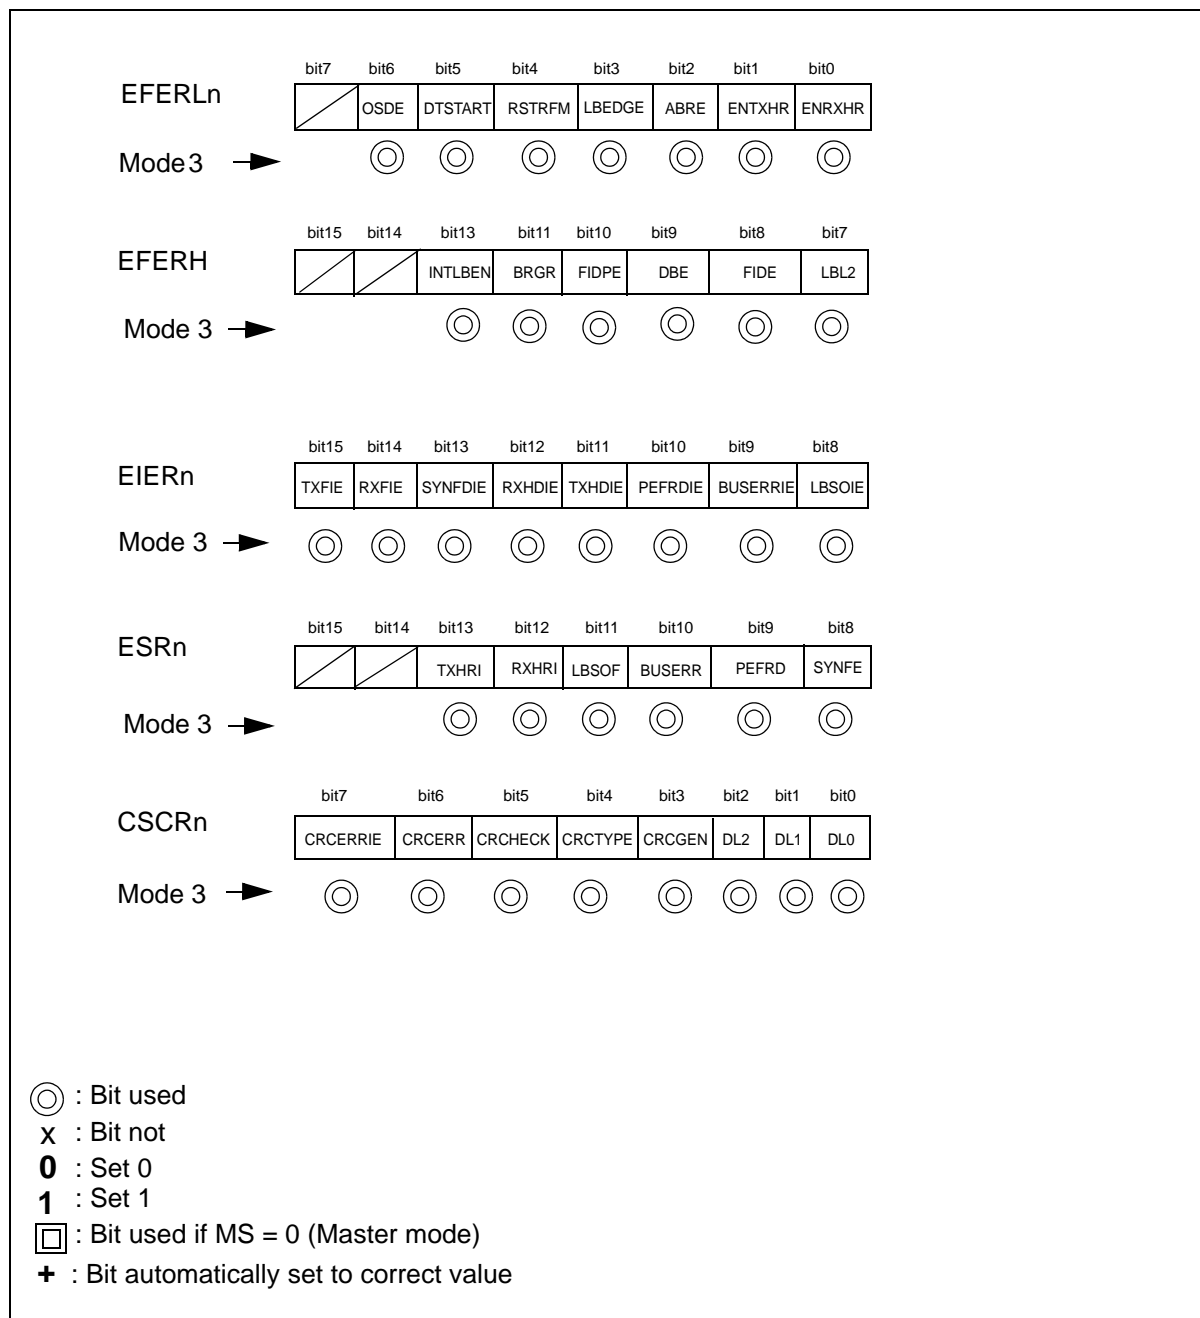 bit7 bit6 bit5 bit4 bit3 bit2 bit1 bit0
EFERLn
OSDE DTSTART RSTRFM LBEDGE ABRE ENTXHR ENRXHR
Mode 3
bit15 bit14 bit13 bit11 bit10 bit9 bit8 bit7
EFERH
INTLBEN BRGR FIDPE DBE FIDE LBL2
Mode 3
bit15 bit14 bit13 bit12 bit11 bit10 bit9 bit8
EIERn
TXFIE RXFIE SYNFDIE RXHDIE TXHDIE PEFRDIE BUSERRIE LBSOIE
Mode 3
bit15 bit14 bit13 bit12 bit11 bit10 bit9 bit8
ESRn
TXHRI RXHRI LBSOF BUSERR PEFRD SYNFE
Mode 3
bit7 bit6 bit5 bit4 bit3 bit2 bit1 bit0
CSCRn
CRCERRIE CRCERR CRCHECK CRCTYPE CRCGEN DL2 DL1 DL0
Mode 3
: Bit used
x : Bit not
0 : Set 0
1 : Set 1
: Bit used if MS = 0 (Master mode)
+ : Bit automatically set to correct value